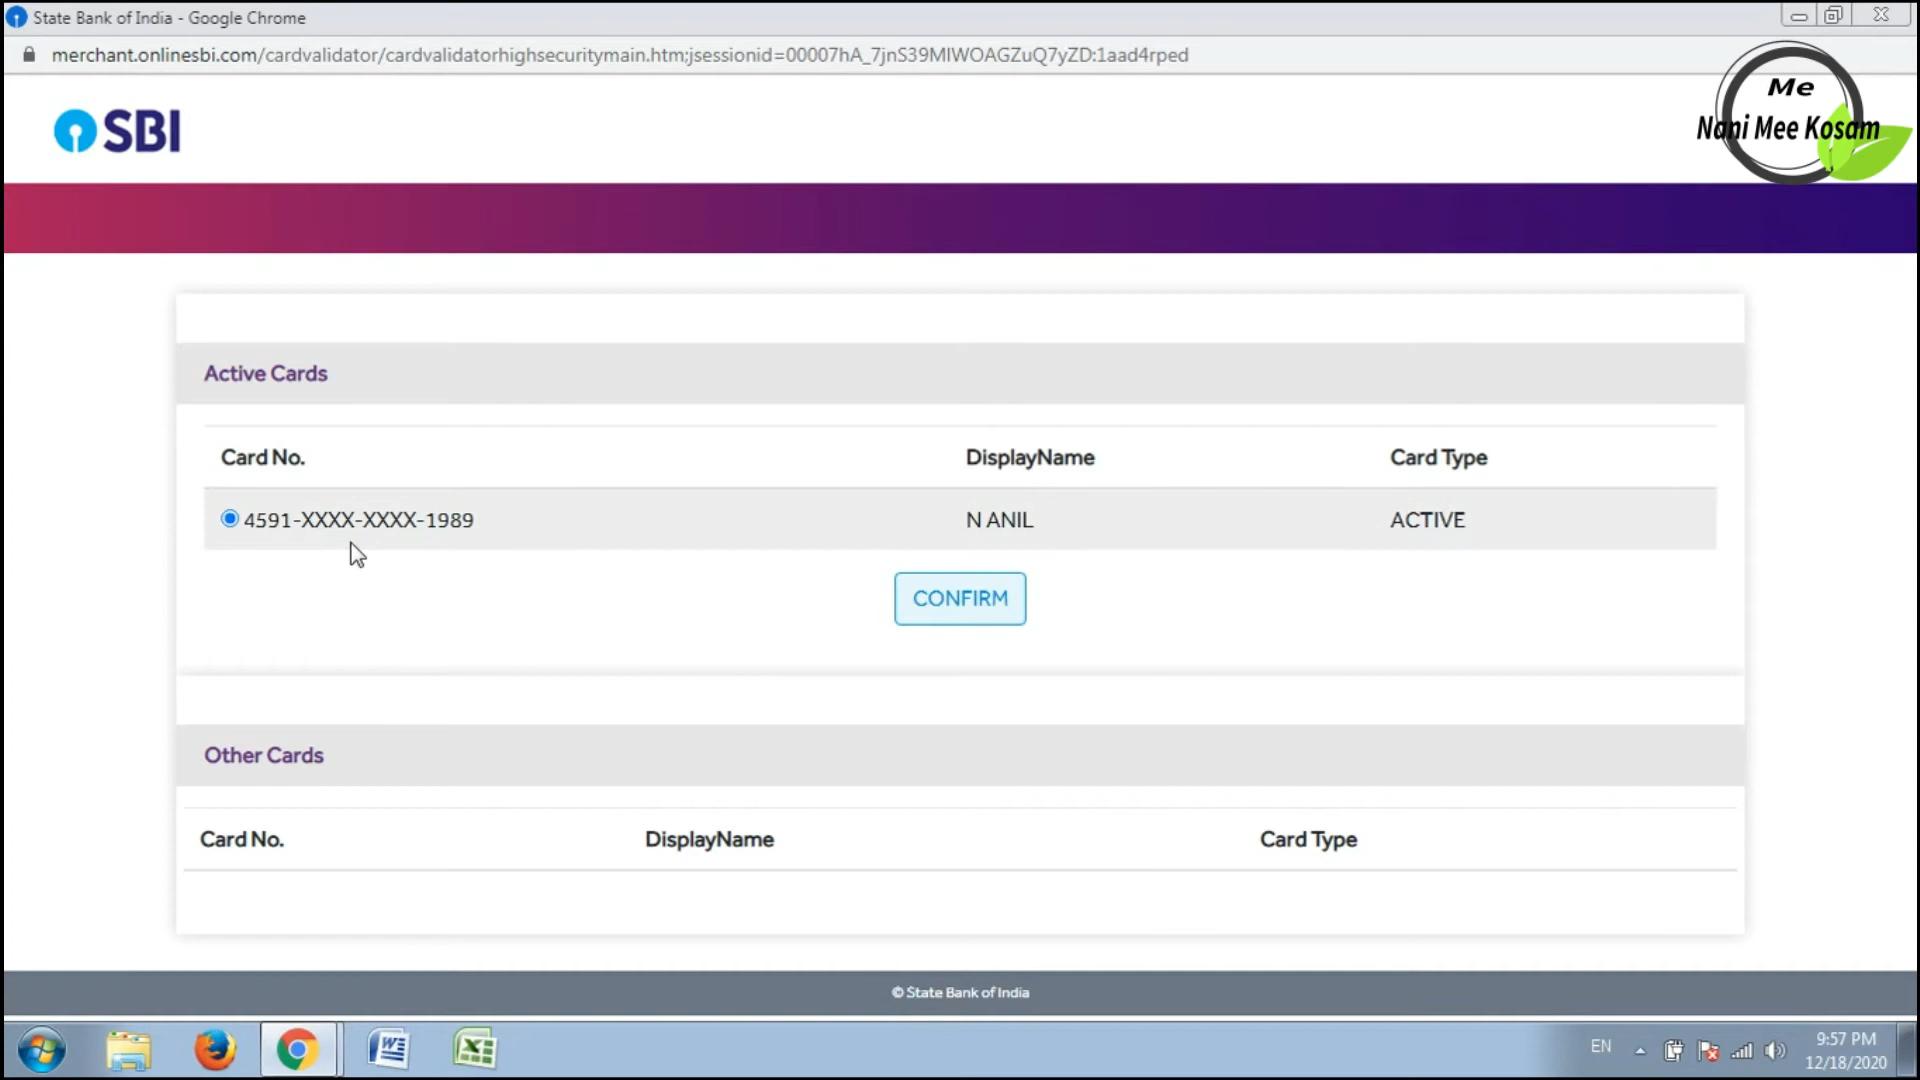 State Bank of India - Google Chrome
merchant.onlinesbi.com/cardvalidator/cardvalidatorhighsecuritymain.htm;jsessionid=00007hA_7jnS39MIWOAGZuQ7yZD:1aad4rped
SBI
Me
Nani Mee Kosam
Active Cards
Card No. DisplayName Card Type
4591-XXXX-XXXX-1989 N ANIL ACTIVE
CONFIRM
Other Cards
Card No. DisplayName Card Type
© State Bank of India
EN 9:57 PM
12/18/2020